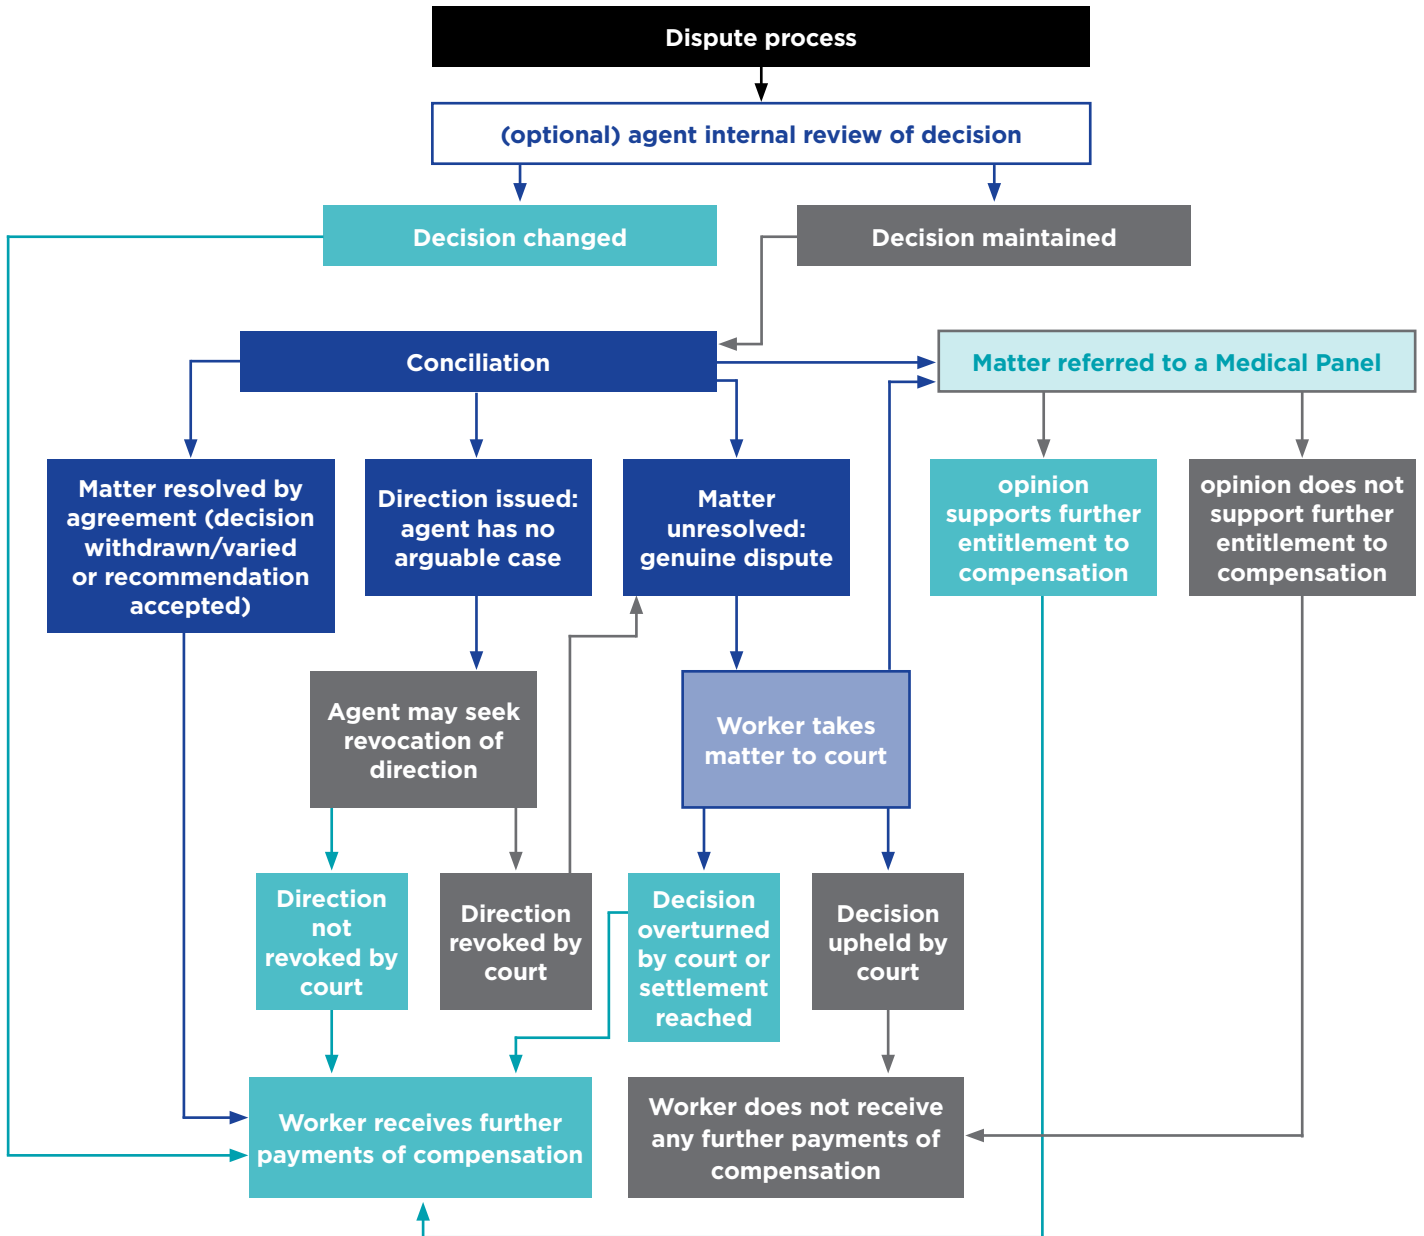 Dispute process
(optional) agent internal review of decision
Decision changed
Decision maintained
Conciliation
Matter referred to a Medical Panel
Matter resolved by
agreement (decision
withdrawn/varied
or recommendation
accepted)
Direction issued:
agent has no
arguable case
Matter
unresolved:
genuine dispute
opinion
supports further
entitlement to
compensation
opinion does not
support further
entitlement to
compensation
Agent may seek
revocation of
direction
Worker takes
matter to court
Direction
not
revoked by
court
Direction
revoked by
court
Decision
overturned
by court or
settlement
reached
Decision
upheld by
court
Worker receives further
payments of compensation
Worker does not receive
any further payments of
compensation